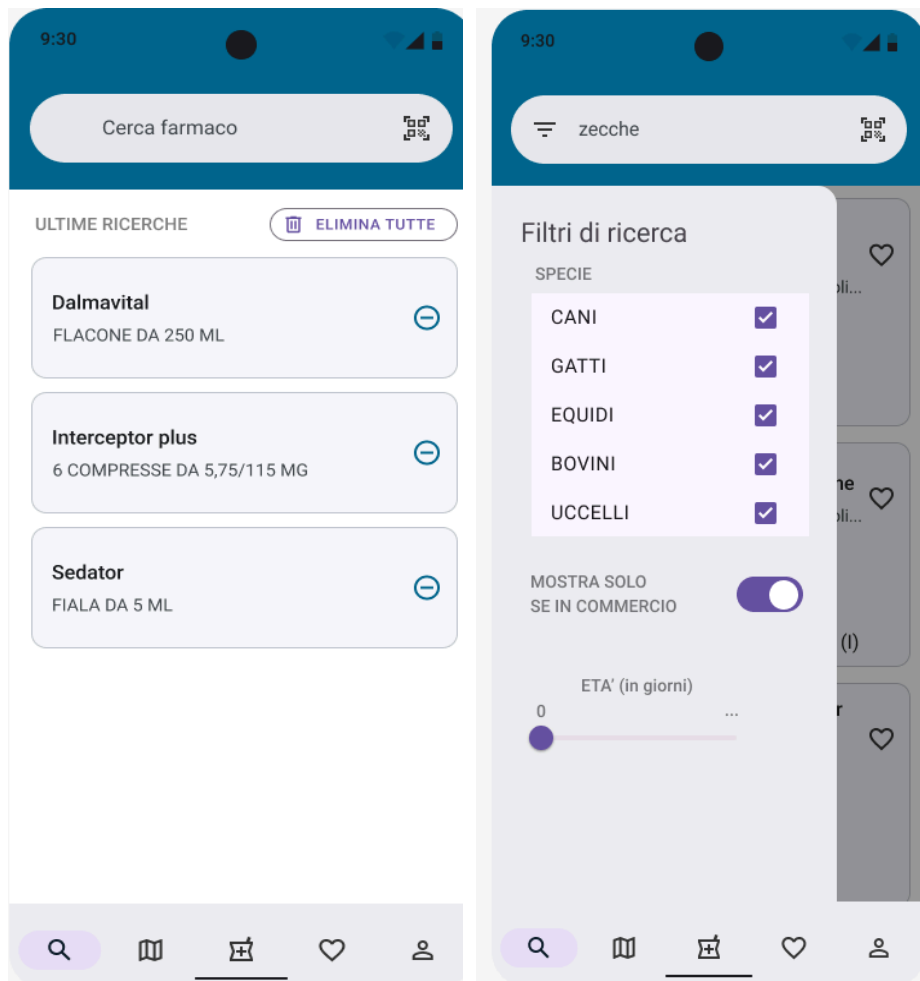 9:30
Cerca farmaco
ULTIME RICERCHE
ELIMINA TUTTE
Dalmavital
FLACONE DA 250 ML
Interceptor plus
6 COMPRESSE DA 5,75/115 MG
Sedator
FIALA DA 5 ML
9:30
zecche
Filtri di ricerca
SPECIE
CANI
GATTI
EQUIDI
BOVINI
UCCELLI
MOSTRA SOLO
SE IN COMMERCIO
ETA' (in giorni)
0 ...
(I)